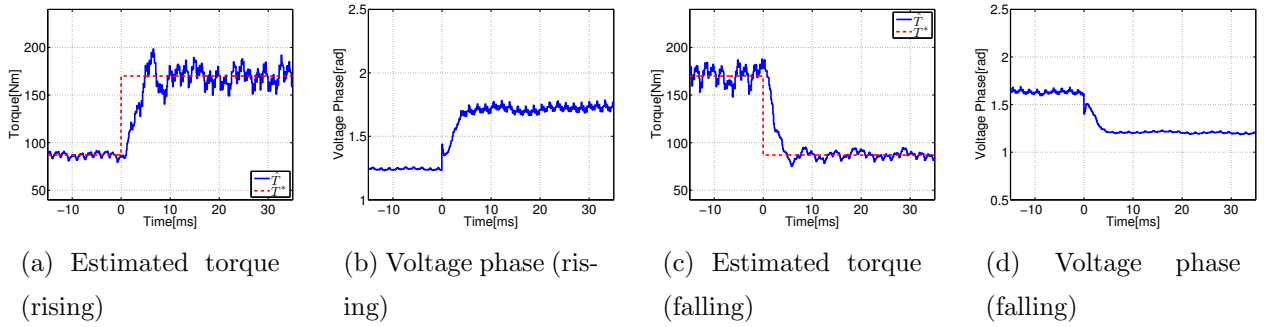 200
150
100
50
Torque[Nm]
−10 0 10 20 30
Time[ms]
T̂
T*
2.5
2
1.5
1
Voltage Phase[rad]
−10 0 10 20 30
Time[ms]
200
150
100
50
Torque[Nm]
−10 0 10 20 30
Time[ms]
T̂
T*
2.5
2
1.5
1
0.5
Voltage Phase[rad]
−10 0 10 20 30
Time[ms]
(a) Estimated torque
(rising)
(b) Voltage phase (ris-
ing)
(c) Estimated torque
(falling)
(d) Voltage phase
(falling)